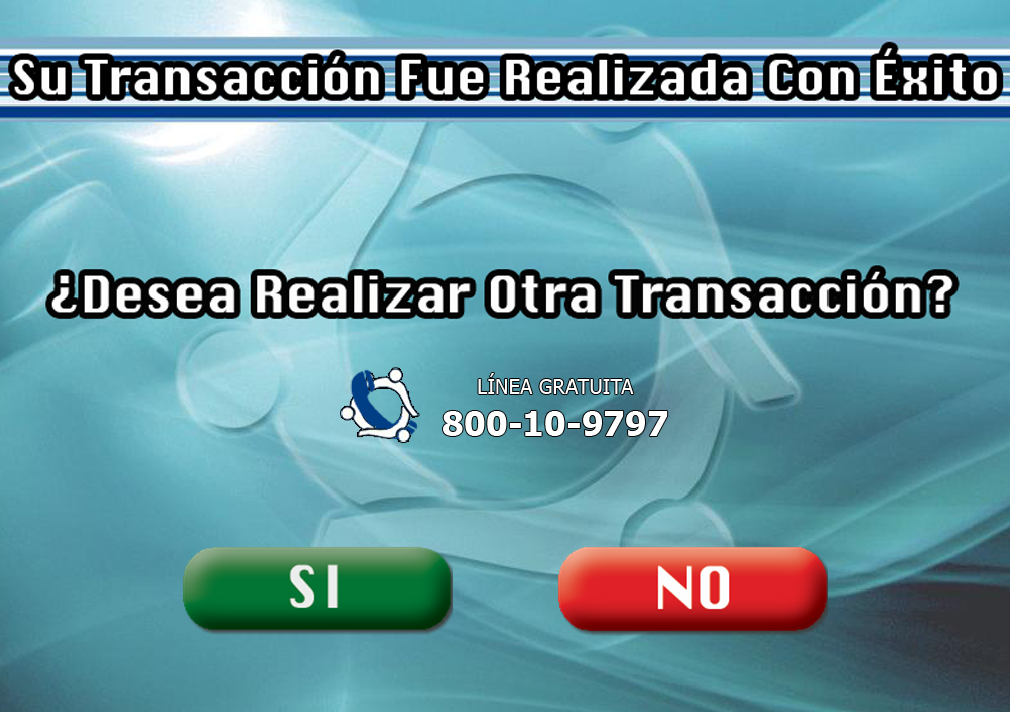 Su Transacción Fue Realizada Con Éxito
¿Desea Realizar Otra Transacción?
LÍNEA GRATUITA
800-10-9797
SI
NO